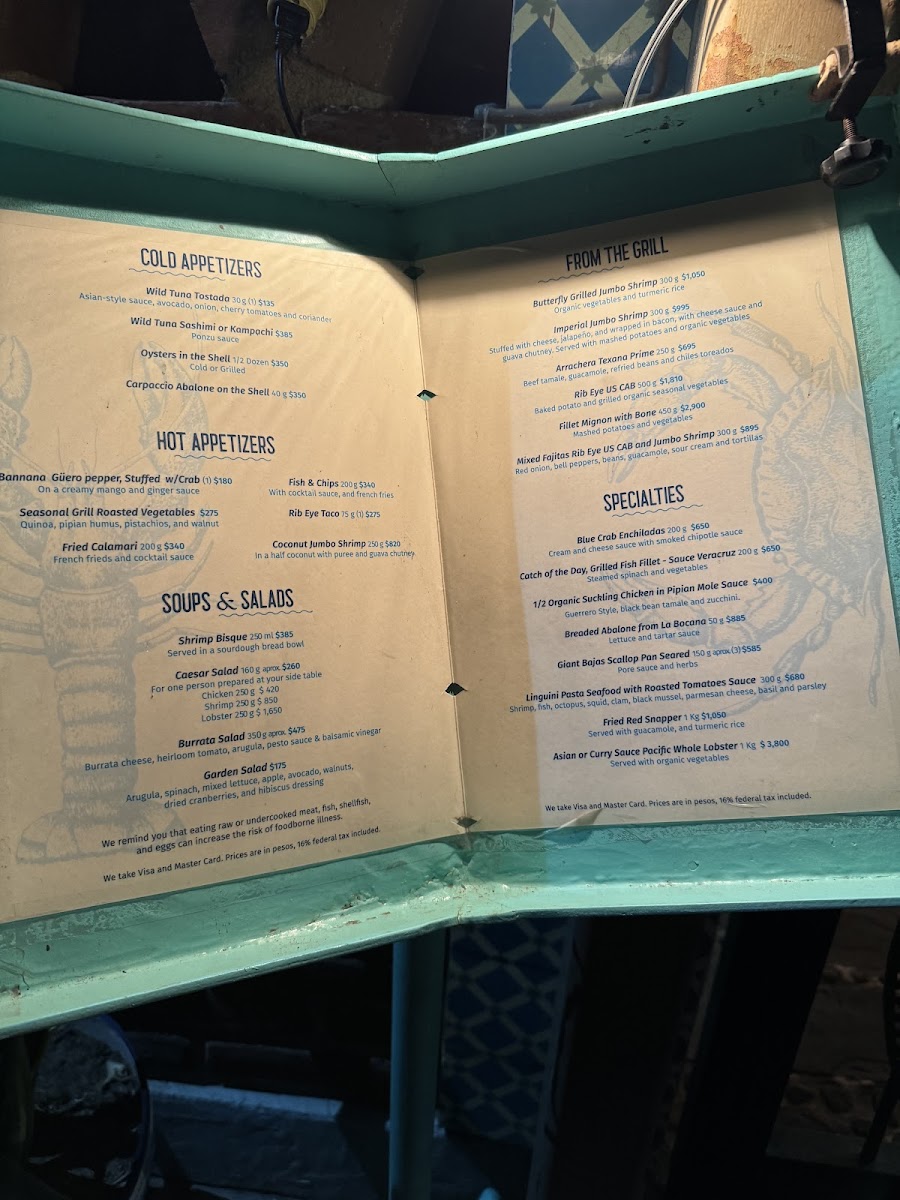 COLD APPETIZERS
Wild Tuna Tostada 30 g (1) $135
Asian-style sauce, avocado, onion, cherry tomatoes and coriander
Wild Tuna Sashimi or Kampachi $385
Ponzu sauce
Oysters in the Shell 1/2 Dozen $350
Cold or Grilled
Carpaccio Abalone on the Shell 40 g $350
HOT APPETIZERS
Bannana Güero pepper, Stuffed w/Crab (1) $180
On a creamy mango and ginger sauce
Seasonal Grill Roasted Vegetables $275
Quinoa, pipian humus, pistachios, and walnut
Fried Calamari 200 g $340
French frieds and cocktail sauce
Fish & Chips 200 g $340
With cocktail sauce, and french fries
Rib Eye Taco 75 g (1) $275
Coconut Jumbo Shrimp 250 g $820
In a half coconut with puree and guava chutney.
SOUPS & SALADS
Shrimp Bisque 250 ml $385
Served in a sourdough bread bowl
Caesar Salad 160 g aprox. $260
For one person prepared at your side table
Chicken 250 g $ 420
Shrimp 250 g $ 850
Lobster 250 g $ 1,650
Burrata Salad 350 g aprox. $475
Burrata cheese, heirloom tomato, arugula, pesto sauce & balsamic vinegar
Garden Salad $175
Arugula, spinach, mixed lettuce, apple, avocado, walnuts,
dried cranberries, and hibiscus dressing
We remind you that eating raw or undercooked meat, fish, shellfish,
and eggs can increase the risk of foodborne illness.
We take Visa and Master Card. Prices are in pesos, 16% federal tax included.
FROM THE GRILL
Butterfly Grilled Jumbo Shrimp 300 g $1,050
Organic vegetables and turmeric rice
Imperial Jumbo Shrimp 300 g $995
Stuffed with cheese, jalapeño, and wrapped in bacon, with cheese sauce and
guava chutney. Served with mashed potatoes and organic vegetables
Arrachera Texana Prime 250 g $695
Beef tamale, guacamole, refried beans and chiles toreados
Rib Eye US CAB 500 g $1,810
Baked potato and grilled organic seasonal vegetables
Fillet Mignon with Bone 450 g $2,900
Mashed potatoes and vegetables
Mixed Fajitas Rib Eye US CAB and Jumbo Shrimp 300 g $895
Red onion, bell peppers, beans, guacamole, sour cream and tortillas
SPECIALTIES
Blue Crab Enchiladas 200 g $650
Cream and cheese sauce with smoked chipotle sauce
Catch of the Day, Grilled Fish Fillet - Sauce Veracruz 200 g $650
Steamed spinach and vegetables
1/2 Organic Suckling Chicken in Pipian Mole Sauce $400
Guerrero Style, black bean tamale and zucchini.
Breaded Abalone from La Bocana 50 g $885
Lettuce and tartar sauce
Giant Bajas Scallop Pan Seared 150 g aprox. (3) $585
Pore sauce and herbs
Linguini Pasta Seafood with Roasted Tomatoes Sauce 300 g $680
Shrimp, fish, octopus, squid, clam, black mussel, parmesan cheese, basil and parsley
Fried Red Snapper 1 Kg $1,050
Served with guacamole, and turmeric rice
Asian or Curry Sauce Pacific Whole Lobster 1 Kg $ 3,800
Served with organic vegetables
We take Visa and Master Card. Prices are in pesos, 16% federal tax included.